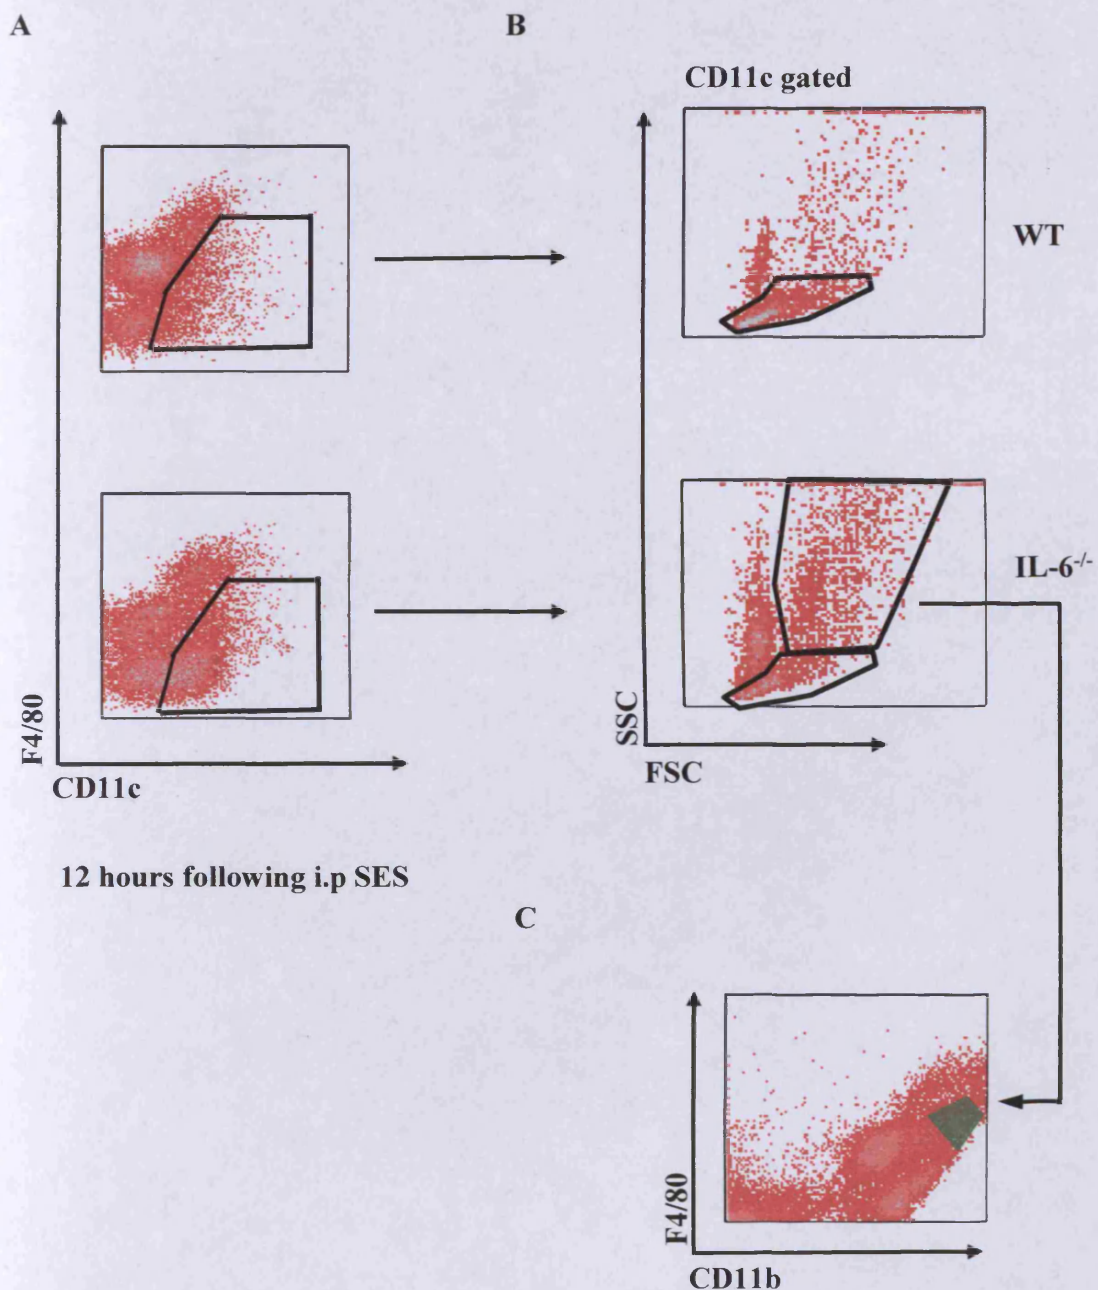 A
B
CD11c gated
WT
F4/80
CD11c
IL-6-/-
SSC
FSC
12 hours following i.p SES
C
F4/80
CD11b